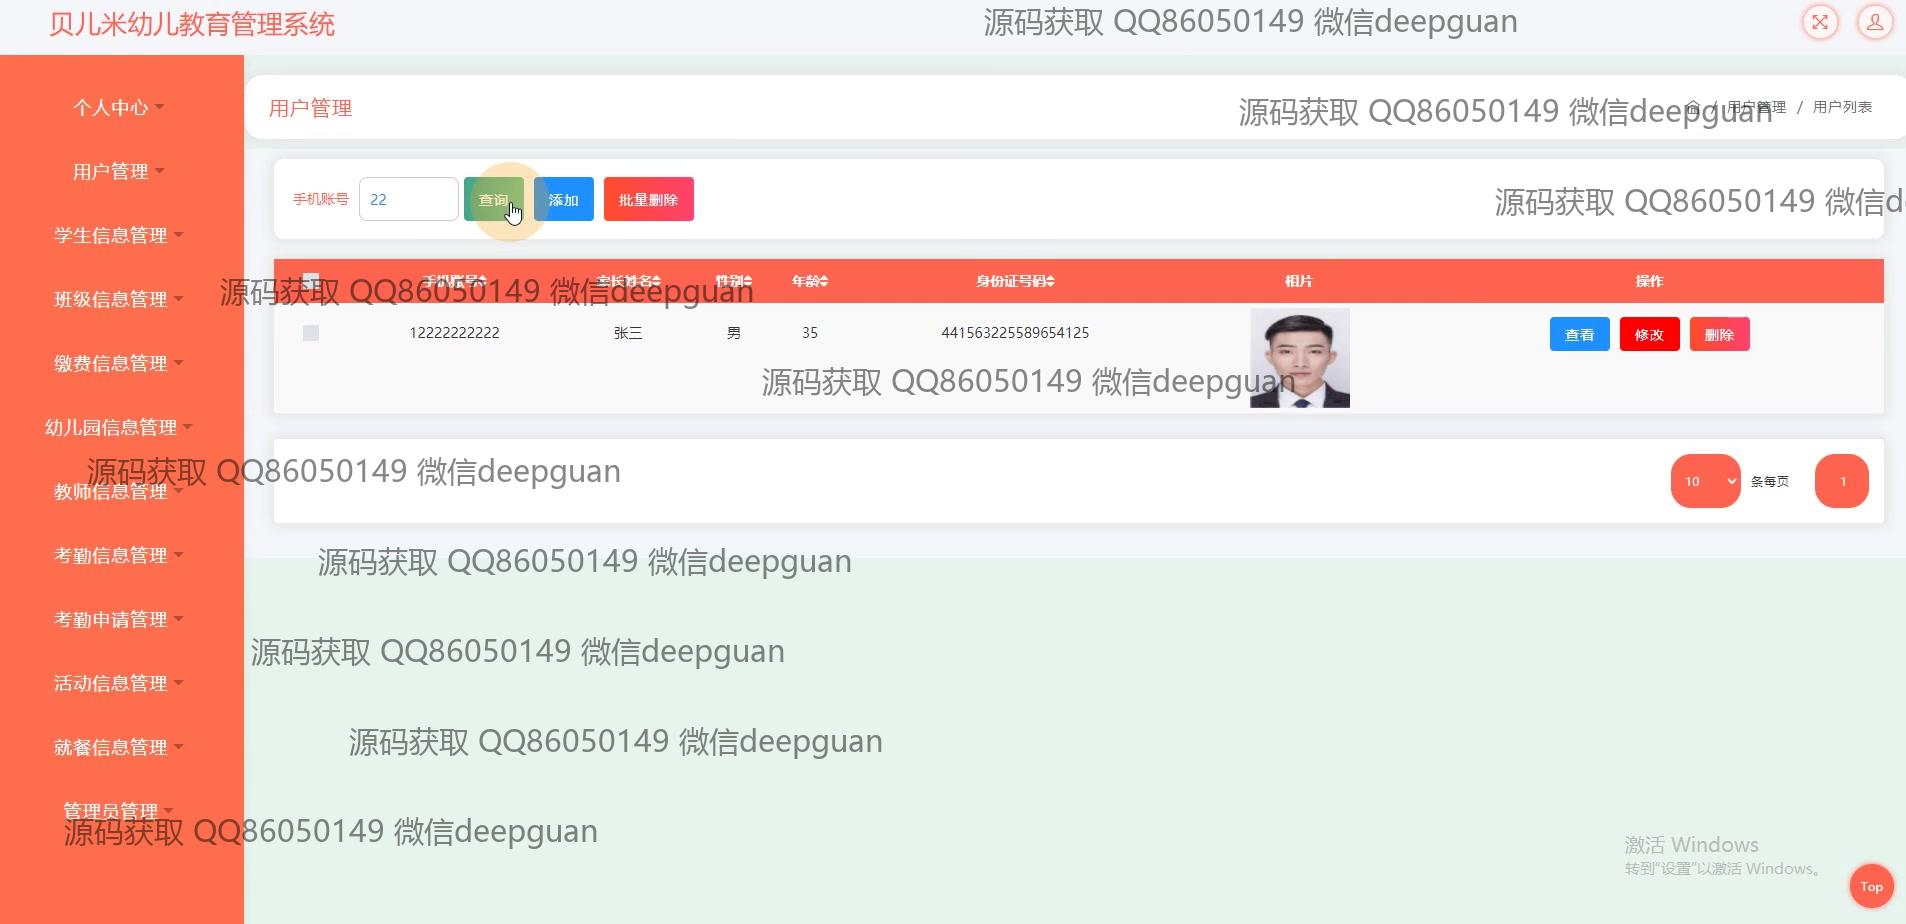 贝儿米幼儿教育管理系统
源码获取 QQ86050149 微信deepguan
个人中心
用户管理
学生信息管理
班级信息管理
缴费信息管理
幼儿园信息管理
教师信息管理
考勤信息管理
考勤申请管理
活动信息管理
就餐信息管理
管理员管理
用户管理
/ 用户管理 / 用户列表
源码获取 QQ86050149 微信deepguan
手机账号 22 查询 添加 批量删除
源码获取 QQ86050149 微信d
手机账号 家长姓名 性别 年龄 身份证号码 相片 操作
源码获取 QQ86050149 微信deepguan
12222222222 张三 男 35 441563225589654125 查看 修改 删除
源码获取 QQ86050149 微信deepguan
源码获取 QQ86050149 微信deepguan
10 条每页 1
源码获取 QQ86050149 微信deepguan
源码获取 QQ86050149 微信deepguan
源码获取 QQ86050149 微信deepguan
源码获取 QQ86050149 微信deepguan
激活 Windows
转到“设置”以激活 Windows。
Top